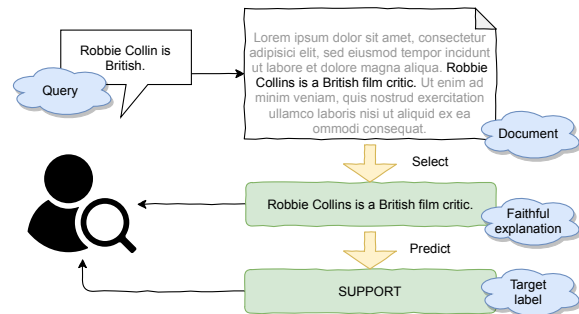 Robbie Collin is
British.
Query
Lorem ipsum dolor sit amet, consectetur
adipisici elit, sed eiusmod tempor incidunt
ut labore et dolore magna aliqua. Robbie
Collins is a British film critic. Ut enim ad
minim veniam, quis nostrud exercitation
ullamco laboris nisi ut aliquid ex ea
ommodi consequat.
Document
Select
Robbie Collins is a British film critic.
Faithful
explanation
Predict
SUPPORT
Target
label